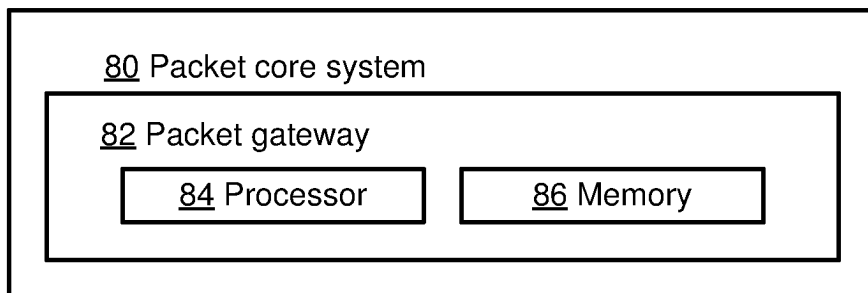 80 Packet core system
82 Packet gateway
84 Processor
86 Memory